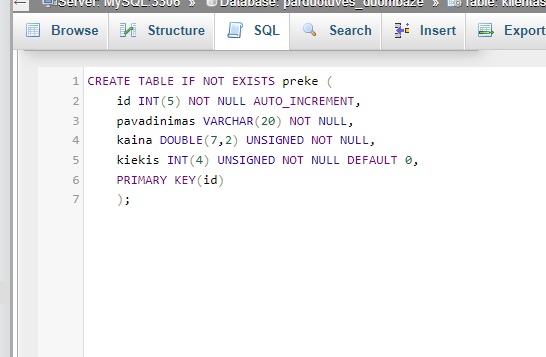 Server: MySQL:3306 » Database: parduotuves_duombaze » Table: klientas
Browse Structure SQL Search Insert Export
1 CREATE TABLE IF NOT EXISTS preke (
2 id INT(5) NOT NULL AUTO_INCREMENT,
3 pavadinimas VARCHAR(20) NOT NULL,
4 kaina DOUBLE(7,2) UNSIGNED NOT NULL,
5 kiekis INT(4) UNSIGNED NOT NULL DEFAULT 0,
6 PRIMARY KEY(id)
7 );